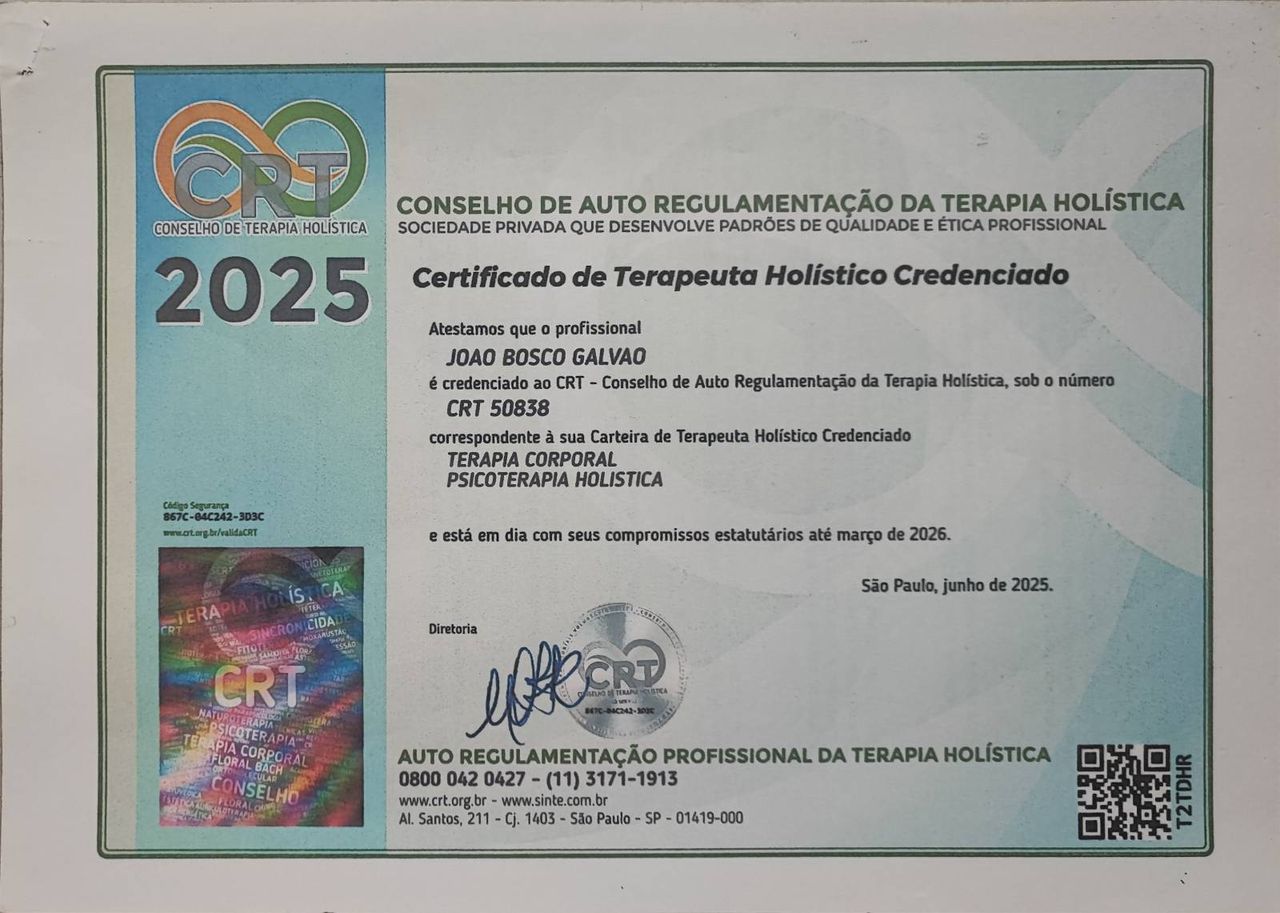 CRT
CONSELHO DE TERAPIA HOLÍSTICA
2025
CONSELHO DE AUTO REGULAMENTAÇÃO DA TERAPIA HOLÍSTICA
SOCIEDADE PRIVADA QUE DESENVOLVE PADRÕES DE QUALIDADE E ÉTICA PROFISSIONAL
Certificado de Terapeuta Holístico Credenciado
Atestamos que o profissional
JOAO BOSCO GALVAO
é credenciado ao CRT - Conselho de Auto Regulamentação da Terapia Holística, sob o número
CRT 50838
correspondente à sua Carteira de Terapeuta Holístico Credenciado
TERAPIA CORPORAL
PSICOTERAPIA HOLISTICA
e está em dia com seus compromissos estatutários até março de 2026.
São Paulo, junho de 2025.
Código Segurança
867C-04C242-3D3C
www.crt.org.br/validaCRT
TERAPIA HOLÍSTICA
CRT
SINCRONICIDADE
CRT
NATUROTERAPIA
PSICOTERAPIA
TERAPIA CORPORAL
FLORAL BACH
CONSELHO
Diretoria
CRT
CONSELHO DE TERAPIA HOLÍSTICA
867C-04C242-3D3C
AUTO REGULAMENTAÇÃO PROFISSIONAL DA TERAPIA HOLÍSTICA
0800 042 0427 - (11) 3171-1913
www.crt.org.br - www.sinte.com.br
Al. Santos, 211 - Cj. 1403 - São Paulo - SP - 01419-000
T2TDHR